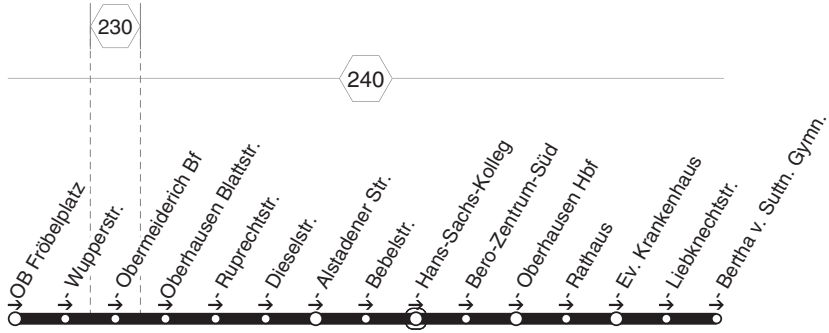 230
240
OB Fröbelplatz
- Wupperstr.
- Obermeiderich Bf
Oberhausen Blattstr.
- Ruprechtstr.
- Dieselstr.
- Alstadener Str.
- Bebelstr.
- Hans-Sachs-Kolleg
- Bero-Zentrum-Süd
- Oberhausen Hbf
- Rathaus
- Ev. Krankenhaus
- Liebknechtstr.
- Bertha v. Suttn. Gymn.